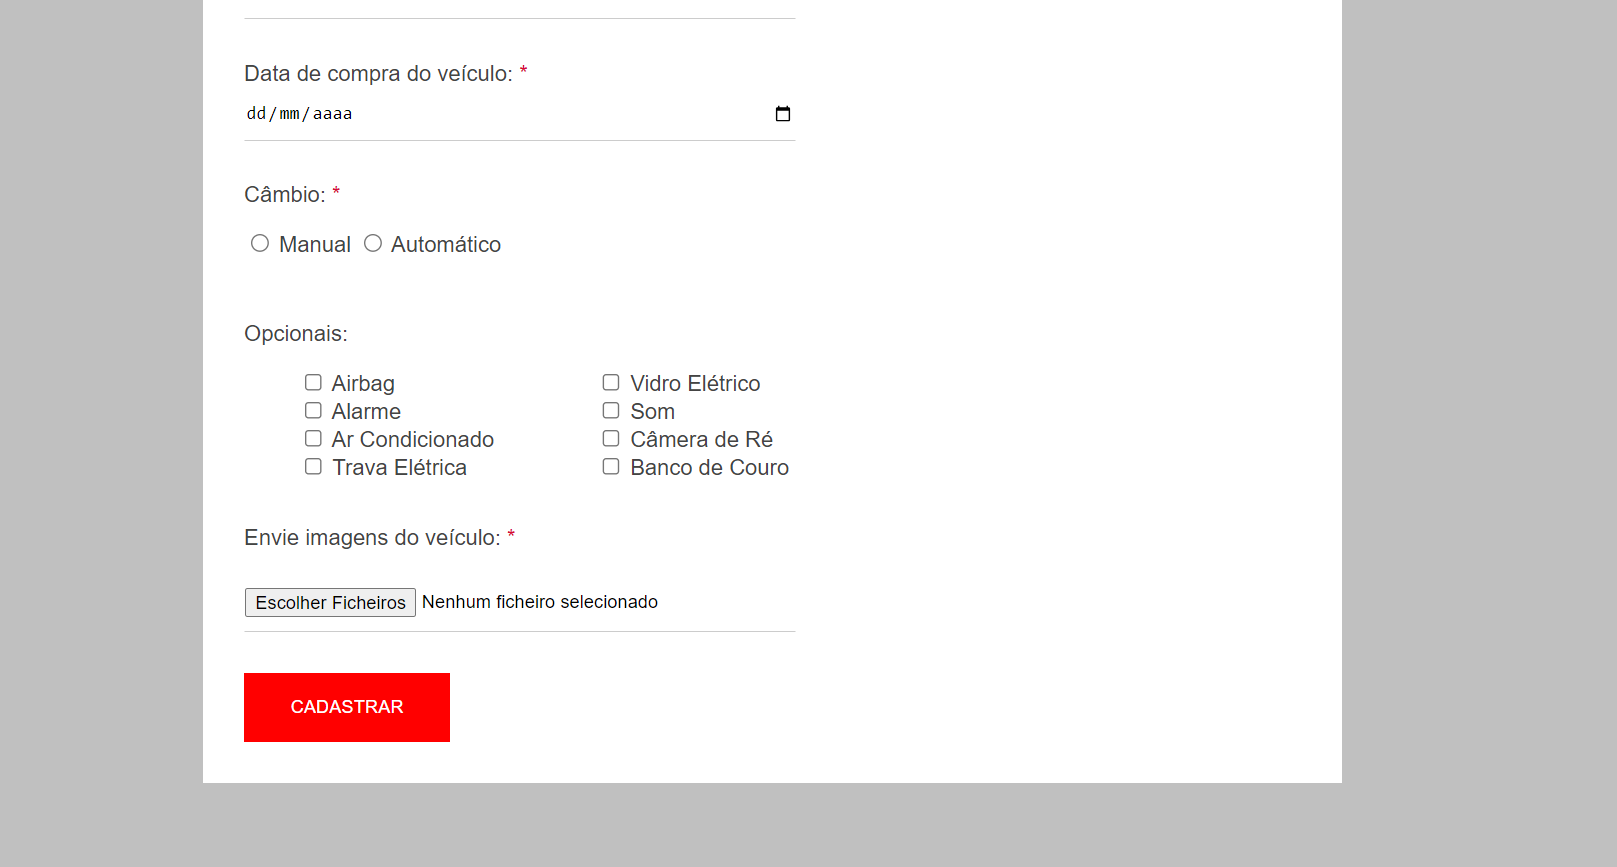 Data de compra do veículo: *
dd/mm/aaaa
Câmbio: *
Manual Automático
Opcionais:
Airbag Vidro Elétrico
Alarme Som
Ar Condicionado Câmera de Ré
Trava Elétrica Banco de Couro
Envie imagens do veículo: *
Escolher Ficheiros Nenhum ficheiro selecionado
CADASTRAR